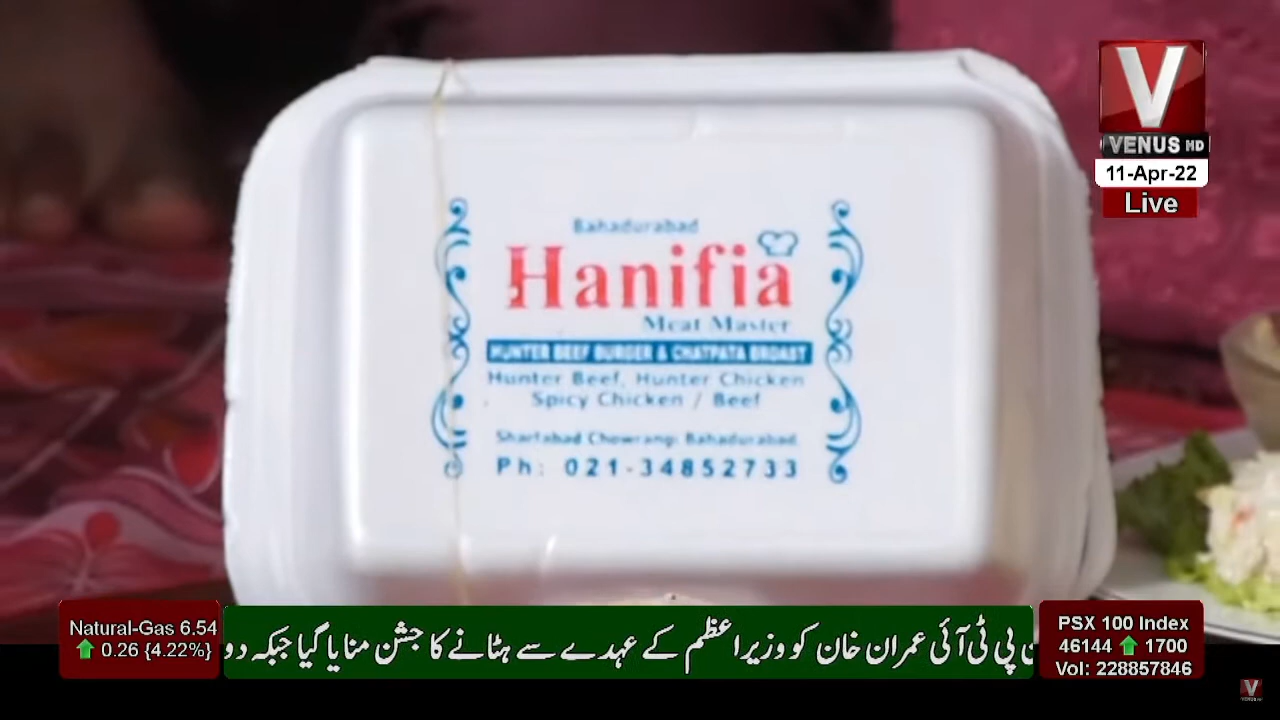 V
VENUS HD
11-Apr-22
Live
Bahadurabad
Hanifia
Meat Master
HUNTER BEEF BURGER & CHATPATA BROAST
Hunter Beef, Hunter Chicken
Spicy Chicken / Beef
Sharfabad Chowrangi Bahadurabad.
Ph: 021-34852733
Natural-Gas 6.54
0.26 {4.22%}
پی ٹی آئی عمران خان کو وزیراعظم کے عہدے سے ہٹانے کا جشن منایا گیا جبکہ دو
PSX 100 Index
46144 1700
Vol: 228857846
V
VENUS